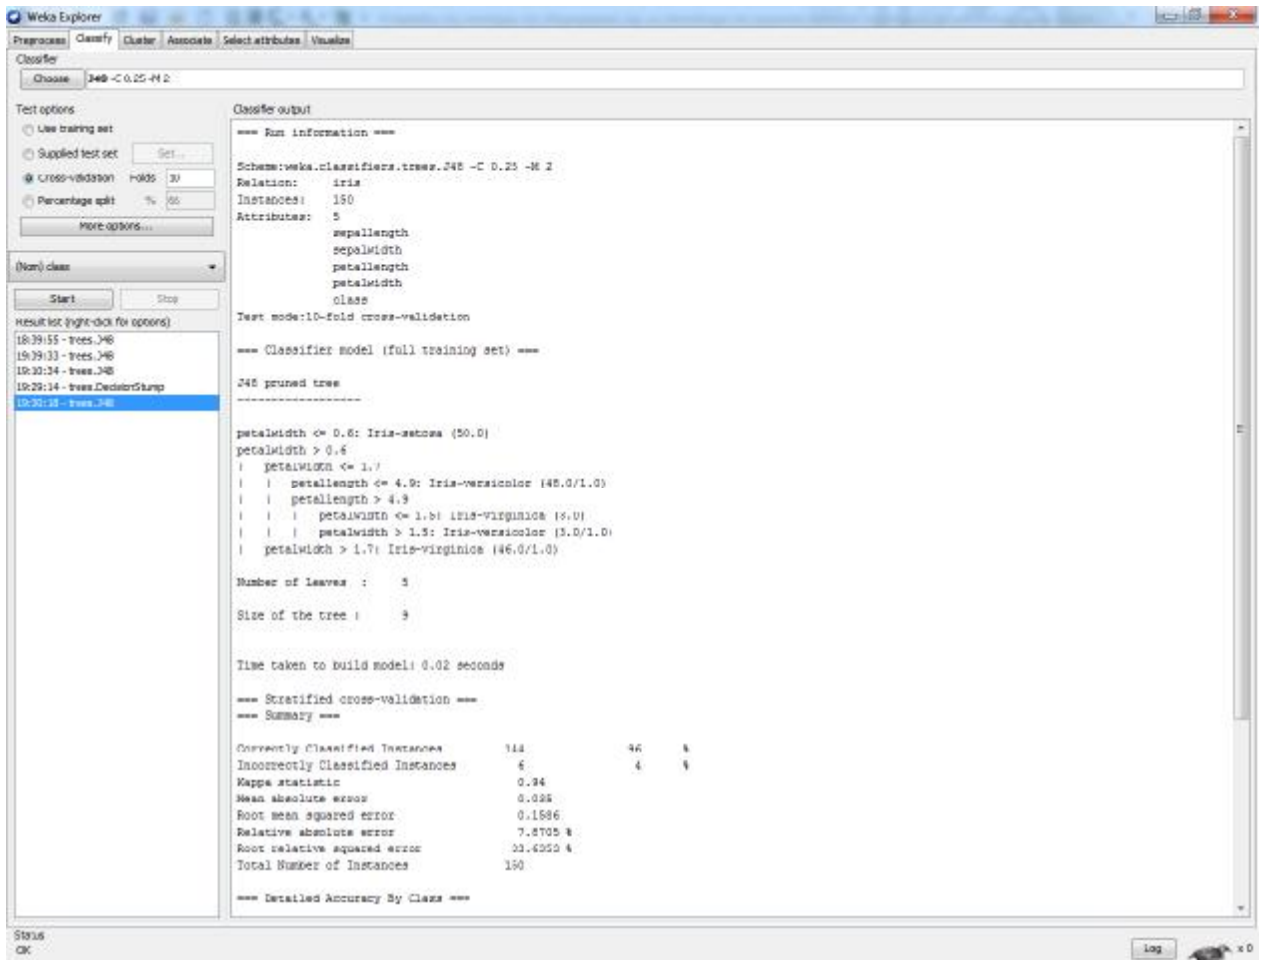 Weka Explorer
Preprocess Classify Cluster Associate Select attributes Visualize
Classifier
Choose J48 -C 0.25 -M 2
Test options
Use training set
Supplied test set Set...
Cross-validation Folds 10
Percentage split % 66
More options...
(Nom) class
Start Stop
Result list (right-click for options)
18:39:55 - trees.J48
19:39:33 - trees.J48
19:10:34 - trees.J48
19:29:14 - trees.DecisionStump
19:30:18 - trees.J48
Classifier output
=== Run information ===
Scheme:weka.classifiers.trees.J48 -C 0.25 -M 2
Relation: iris
Instances: 150
Attributes: 5
sepallength
sepalwidth
petallength
petalwidth
class
Test mode:10-fold cross-validation
=== Classifier model (full training set) ===
J48 pruned tree
------------------
petalwidth <= 0.6: Iris-setosa (50.0)
petalwidth > 0.6
| petalwidth <= 1.7
| | petallength <= 4.9: Iris-versicolor (48.0/1.0)
| | petallength > 4.9
| | | petalwidth <= 1.5: Iris-virginica (3.0)
| | | petalwidth > 1.5: Iris-versicolor (3.0/1.0)
| petalwidth > 1.7: Iris-virginica (46.0/1.0)
Number of Leaves : 5
Size of the tree : 9
Time taken to build model: 0.02 seconds
=== Stratified cross-validation ===
=== Summary ===
Correctly Classified Instances 144 96 %
Incorrectly Classified Instances 6 4 %
Kappa statistic 0.94
Mean absolute error 0.035
Root mean squared error 0.1586
Relative absolute error 7.8705 %
Root relative squared error 33.6353 %
Total Number of Instances 150
=== Detailed Accuracy By Class ===
Status
OK
Log x 0